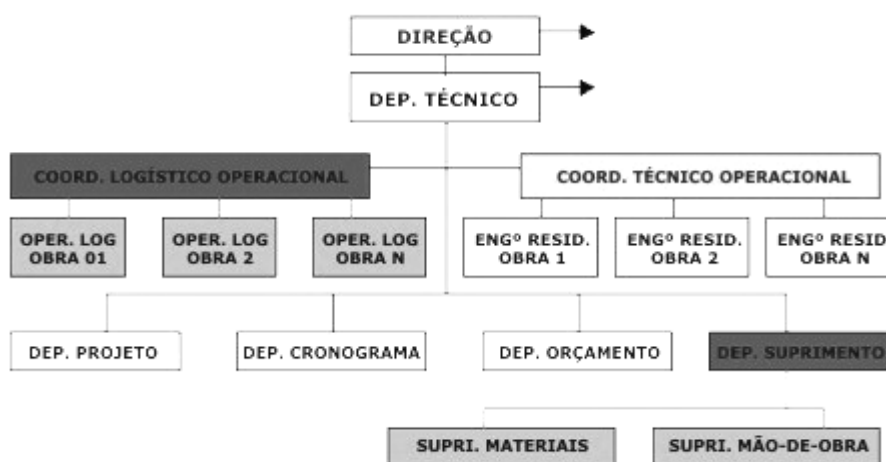 DIREÇÃO
DEP. TÉCNICO
COORD. LOGÍSTICO OPERACIONAL
COORD. TÉCNICO OPERACIONAL
OPER. LOG
OBRA 01
OPER. LOG
OBRA 2
OPER. LOG
OBRA N
ENGº RESID.
OBRA 1
ENGº RESID.
OBRA 2
ENGº RESID
OBRA N
DEP. PROJETO
DEP. CRONOGRAMA
DEP. ORÇAMENTO
DEP. SUPRIMENTO
SUPRI. MATERIAIS
SUPRI. MÃO-DE-OBRA